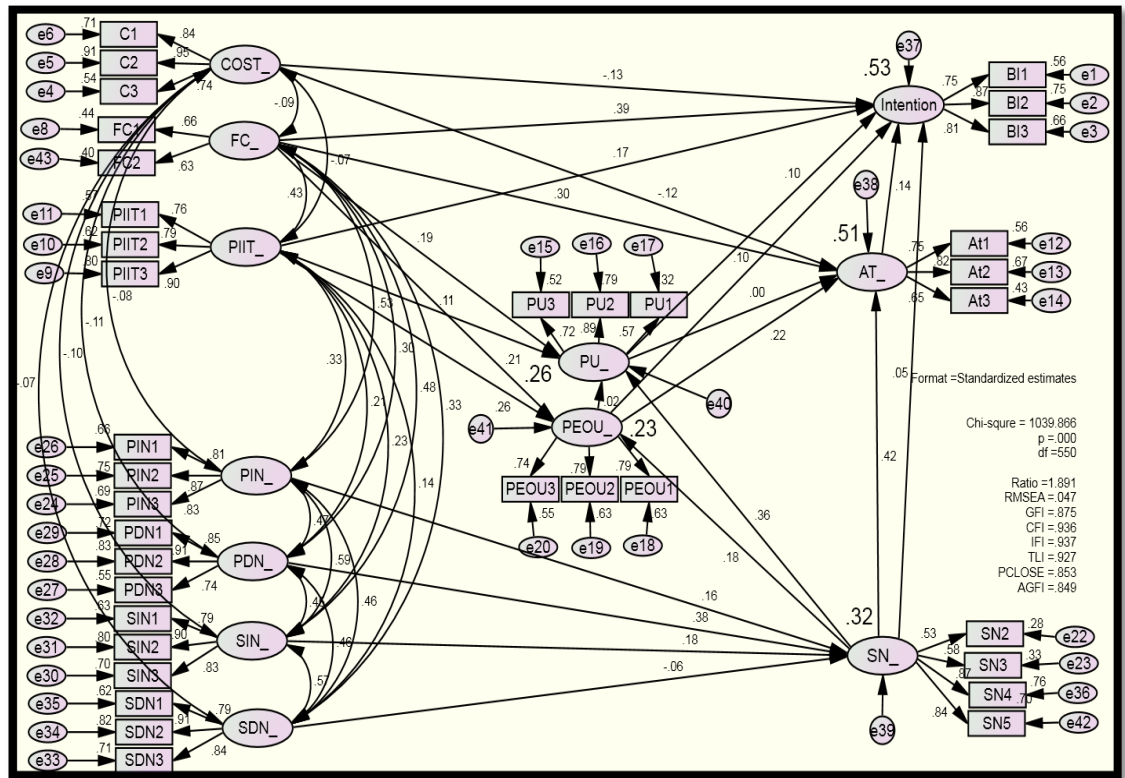 e6 .71 C1 .84
e5 .91 C2 .95
e4 .54 C3 .74
COST_
e8 .44 FC1 .66
e43 .40 FC2 .63
FC_
e11 .57 PIIT1 .76
e10 .62 PIIT2 .79
e9 .80 PIIT3 .90
PIIT_
-.09
-.07
.43
-.13
.39
.17
.30
-.12
.10
.10
.14
.19
.11
.21
.26
.00
.22
.02
e37
.53
Intention
.75 BI1 .56 e1
.87 BI2 .75 e2
.81 BI3 .66 e3
e38
.51
AT_
.75 At1 .56 e12
.82 At2 .67 e13
.65 At3 .43 e14
e15 e16 e17
.52 .79 .32
PU3 PU2 PU1
.72 .89 .57
PU_
.26
e40
e41
PEOU_
.23
.74 .79 .79
PEOU3 PEOU2 PEOU1
.55 .63 .63
e20 e19 e18
-.08
-.11
-.10
-.07
.33
.53
.21
.30
.23
.48
.14
.33
.05
.42
.36
.18
Format =Standardized estimates
Chi-squre = 1039.866
p =.000
df =550
Ratio =1.891
RMSEA =.047
GFI =.875
CFI =.936
IFI =.937
TLI =.927
PCLOSE =.853
AGFI =.849
e26 .66 PIN1 .81
e25 .75 PIN2 .87
e24 .69 PIN3 .83
PIN_
e29 .72 PDN1 .85
e28 .83 PDN2 .91
e27 .55 PDN3 .74
PDN_
e32 .63 SIN1 .79
e31 .80 SIN2 .90
e30 .70 SIN3 .83
SIN_
e35 .62 SDN1 .79
e34 .82 SDN2 .91
e33 .71 SDN3 .84
SDN_
.59
.46
.46
.57
.16
.38
.18
-.06
.32
SN_
e39
.53 SN2 .28 e22
.58 SN3 .33 e23
.87 SN4 .76 e36
.84 SN5 .70 e42